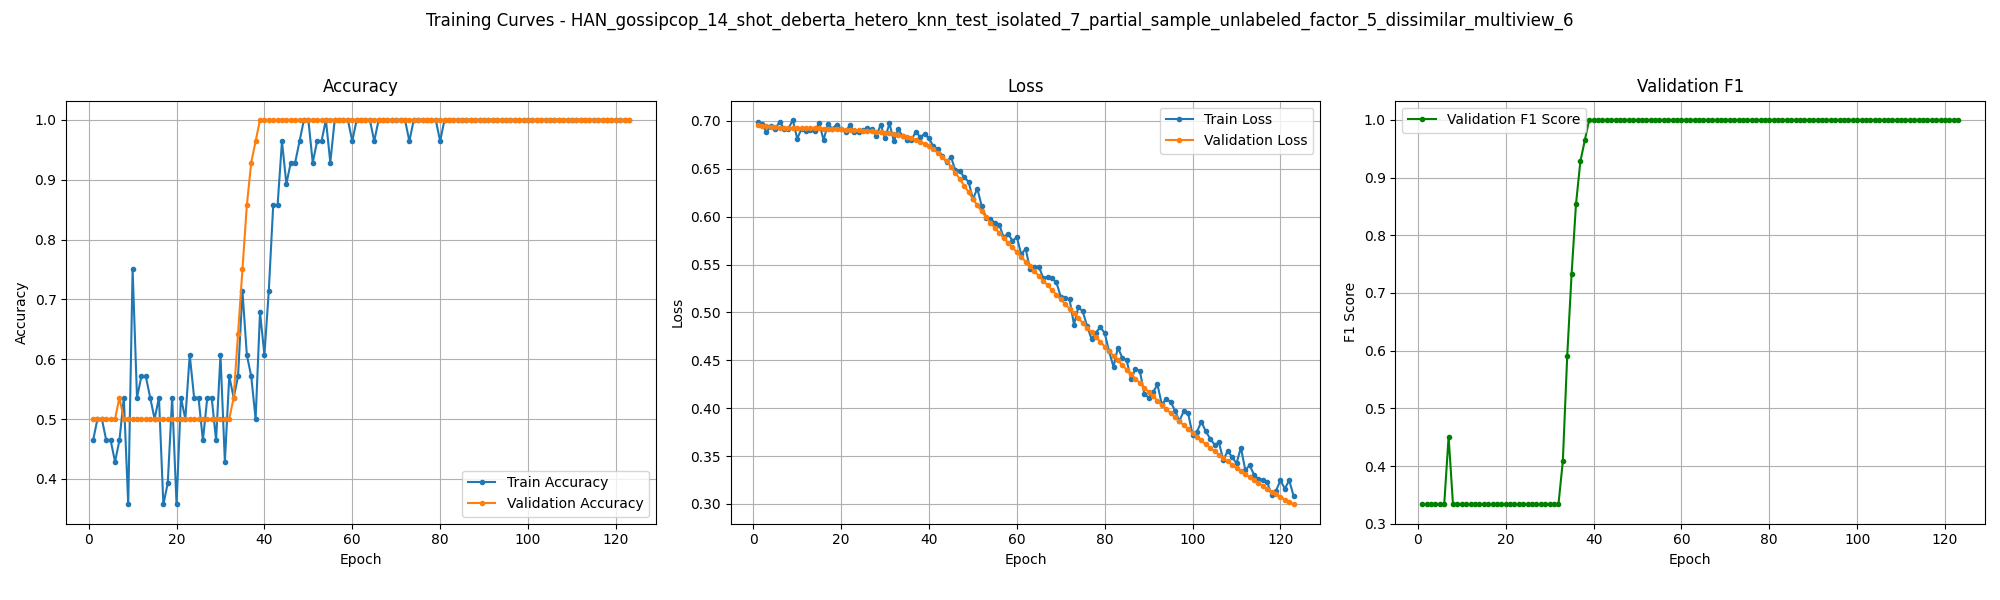 Training Curves - HAN_gossipcop_14_shot_deberta_hetero_knn_test_isolated_7_partial_sample_unlabeled_factor_5_dissimilar_multiview_6
Accuracy
Accuracy
1.0
0.9
0.8
0.7
0.6
0.5
0.4
Train Accuracy
Validation Accuracy
0 20 40 60 80 100 120
Epoch
Loss
Loss
0.70
0.65
0.60
0.55
0.50
0.45
0.40
0.35
0.30
Train Loss
Validation Loss
0 20 40 60 80 100 120
Epoch
Validation F1
F1 Score
1.0
0.9
0.8
0.7
0.6
0.5
0.4
0.3
Validation F1 Score
0 20 40 60 80 100 120
Epoch